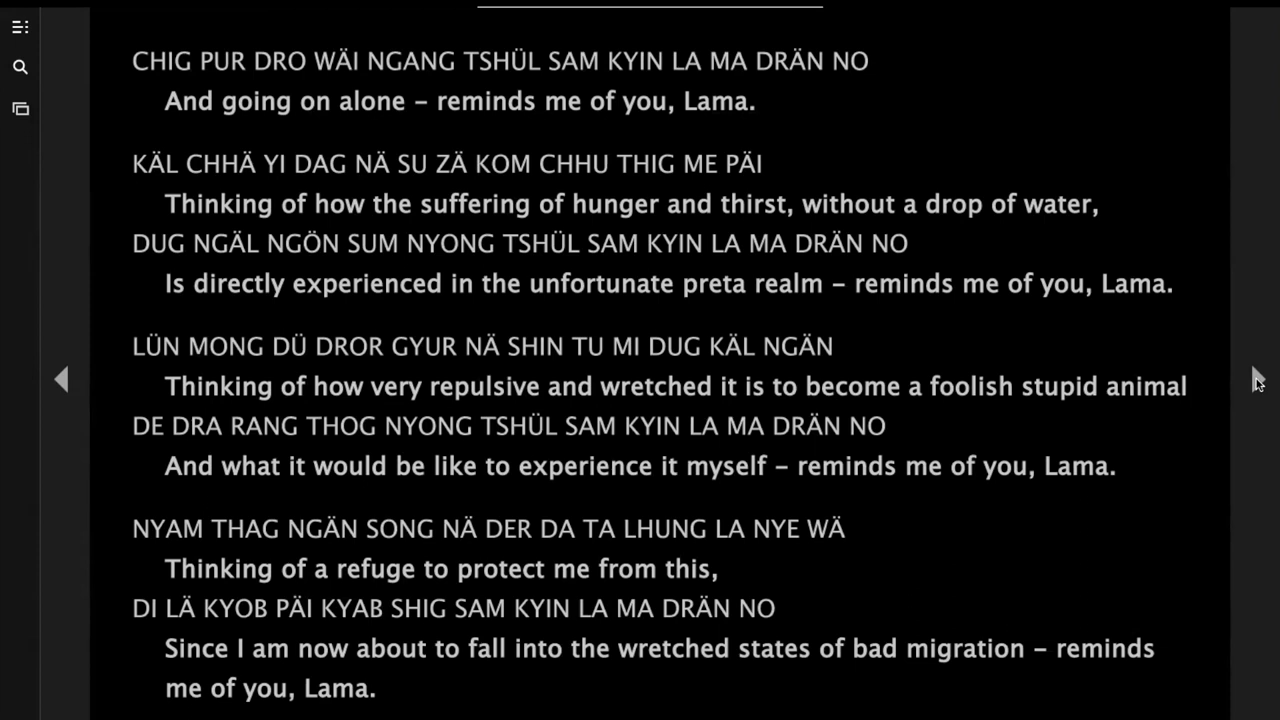 CHIG PUR DRO WÄI NGANG TSHÜL SAM KYIN LA MA DRÄN NO
And going on alone – reminds me of you, Lama.
KÄL CHHÄ YI DAG NÄ SU ZÄ KOM CHHU THIG ME PÄI
Thinking of how the suffering of hunger and thirst, without a drop of water,
DUG NGÄL NGÖN SUM NYONG TSHÜL SAM KYIN LA MA DRÄN NO
Is directly experienced in the unfortunate preta realm – reminds me of you, Lama.
LÜN MONG DÜ DROR GYUR NÄ SHIN TU MI DUG KÄL NGÄN
Thinking of how very repulsive and wretched it is to become a foolish stupid animal
DE DRA RANG THOG NYONG TSHÜL SAM KYIN LA MA DRÄN NO
And what it would be like to experience it myself – reminds me of you, Lama.
NYAM THAG NGÄN SONG NÄ DER DA TA LHUNG LA NYE WÄ
Thinking of a refuge to protect me from this,
DI LÄ KYOB PÄI KYAB SHIG SAM KYIN LA MA DRÄN NO
Since I am now about to fall into the wretched states of bad migration – reminds
me of you, Lama.